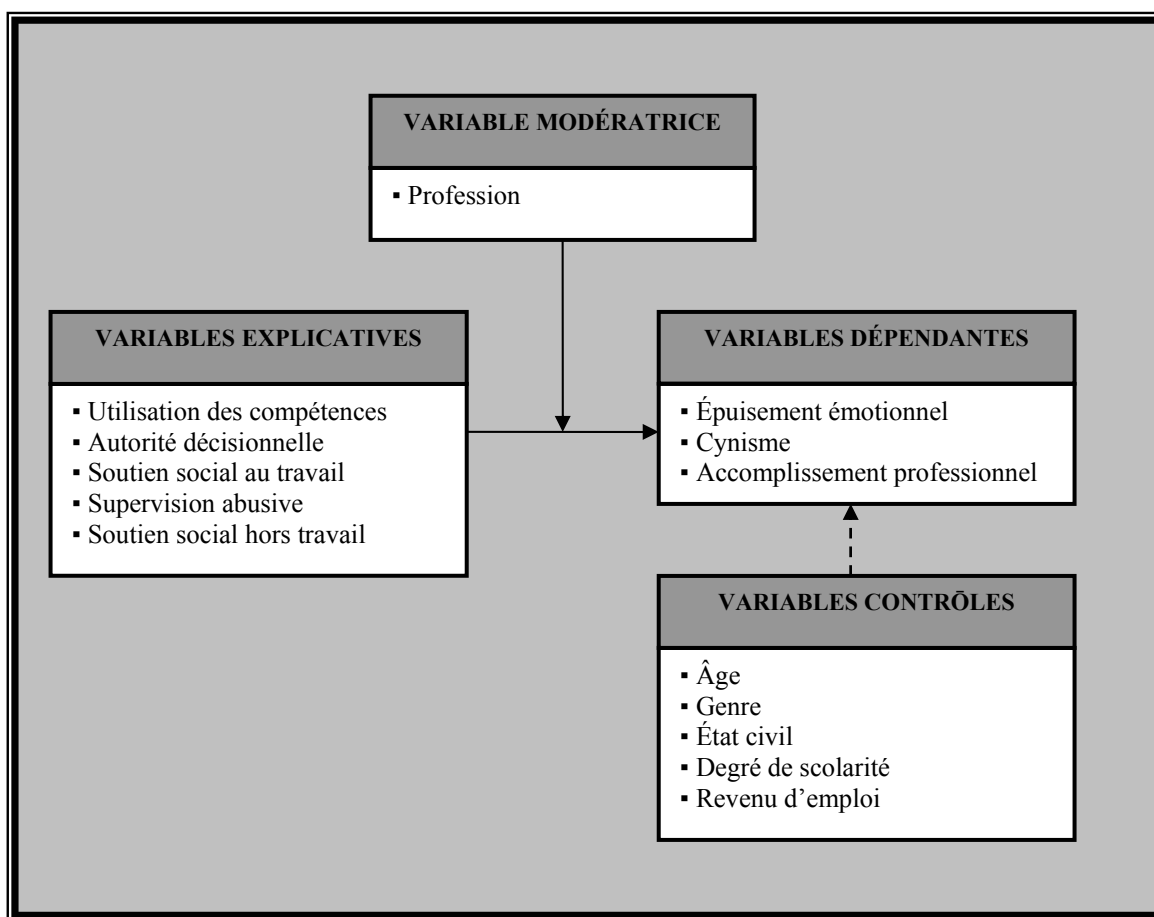 VARIABLE MODÉRATRICE
▪ Profession
VARIABLES EXPLICATIVES
▪ Utilisation des compétences
▪ Autorité décisionnelle
▪ Soutien social au travail
▪ Supervision abusive
▪ Soutien social hors travail
VARIABLES DÉPENDANTES
▪ Épuisement émotionnel
▪ Cynisme
▪ Accomplissement professionnel
VARIABLES CONTRŌLES
▪ Âge
▪ Genre
▪ État civil
▪ Degré de scolarité
▪ Revenu d’emploi